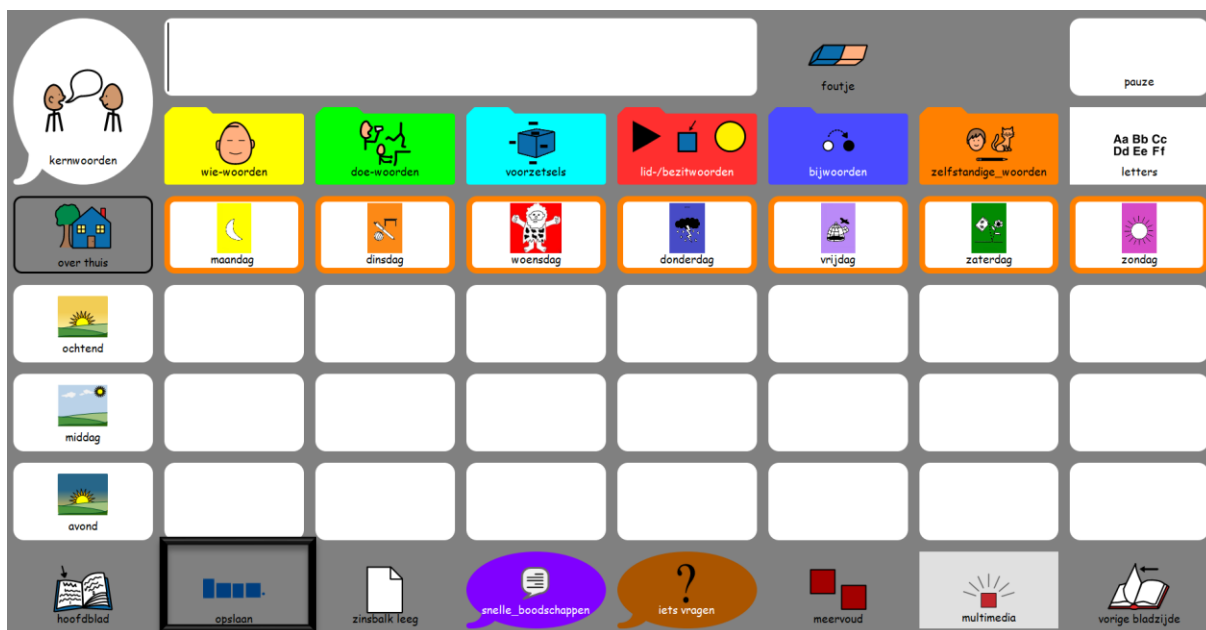 foutje
pauze
kernwoorden
wie-woorden
doe-woorden
voorzetsels
lid-/bezitwoorden
bijwoorden
zelfstandige_woorden
Aa Bb Cc
Dd Ee Ff
letters
over thuis
maandag
dinsdag
woensdag
donderdag
vrijdag
zaterdag
zondag
ochtend
middag
avond
hoofdblad
opslaan
zinsbalk leeg
snelle_boodschappen
?
iets vragen
meervoud
multimedia
vorige bladzijde